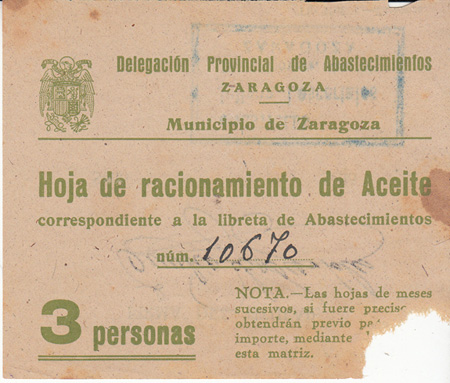 Delegación Provincial de Abastecimientos
ZARAGOZA
Municipio de Zaragoza
Hoja de racionamiento de Aceite
correspondiente a la libreta de Abastecimientos
núm. 10670
3 personas
NOTA.—Las hojas de meses
sucesivos, si fuere preciso
obtendrán previo
importe, mediante
esta matriz.